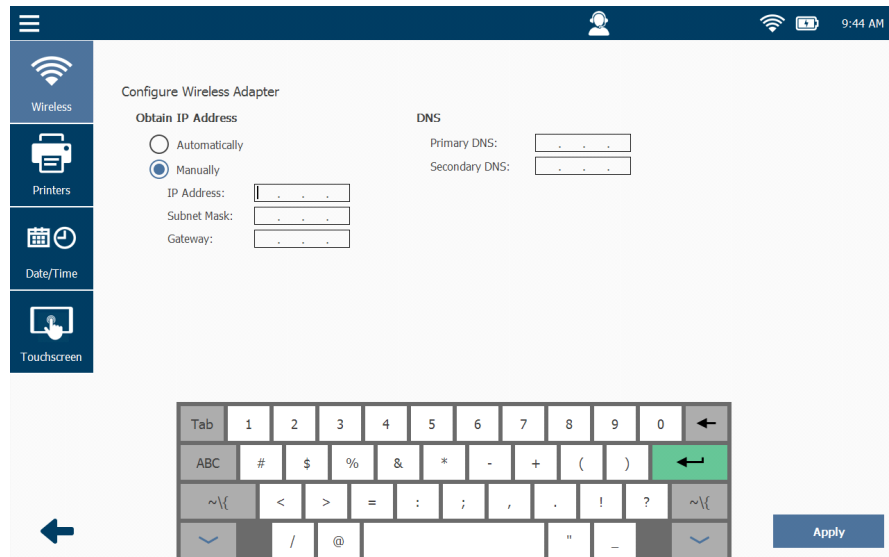 9:44 AM
Wireless
Printers
Date/Time
Touchscreen
Configure Wireless Adapter
Obtain IP Address
Automatically
Manually
IP Address: . . .
Subnet Mask: . . .
Gateway: . . .
DNS
Primary DNS: . . .
Secondary DNS: . . .
Tab 1 2 3 4 5 6 7 8 9 0
ABC # $ % & * - + ( )
~\{ < > = : ; , . ! ? ~\{
/ @ " _
Apply